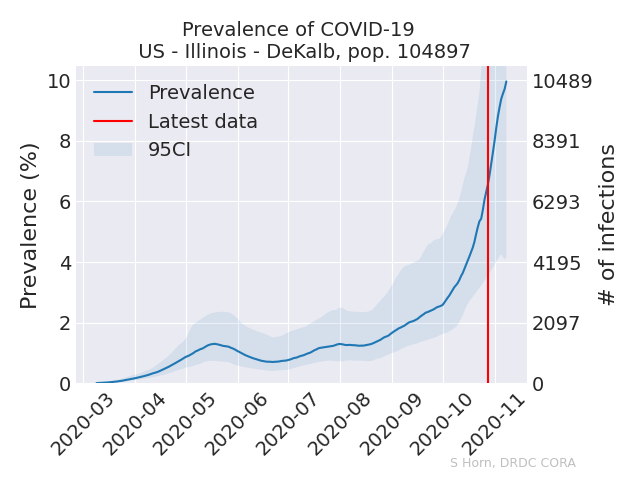 Prevalence of COVID-19
US - Illinois - DeKalb, pop. 104897
Prevalence
Latest data
95CI
Prevalence (%)
10
8
6
4
2
0
10489
8391
6293
4195
2097
0
# of infections
2020-03
2020-04
2020-05
2020-06
2020-07
2020-08
2020-09
2020-10
2020-11
S Horn, DRDC CORA